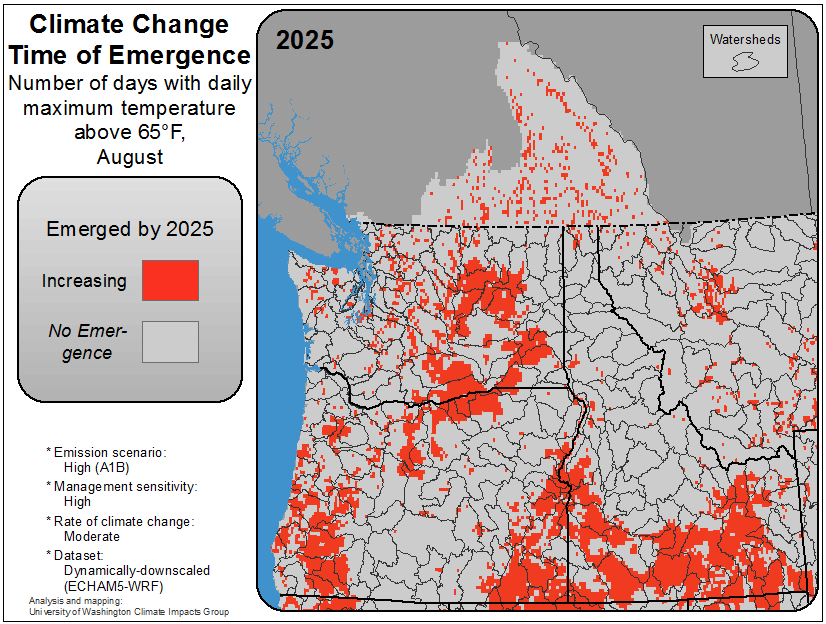 Climate Change
Time of Emergence
Number of days with daily
maximum temperature
above 65°F,
August
2025
Watersheds
Emerged by 2025
Increasing
No Emer-
gence
* Emission scenario:
High (A1B)
* Management sensitivity:
High
* Rate of climate change:
Moderate
* Dataset:
Dynamically-downscaled
(ECHAM5-WRF)
Analysis and mapping:
University of Washington Climate Impacts Group